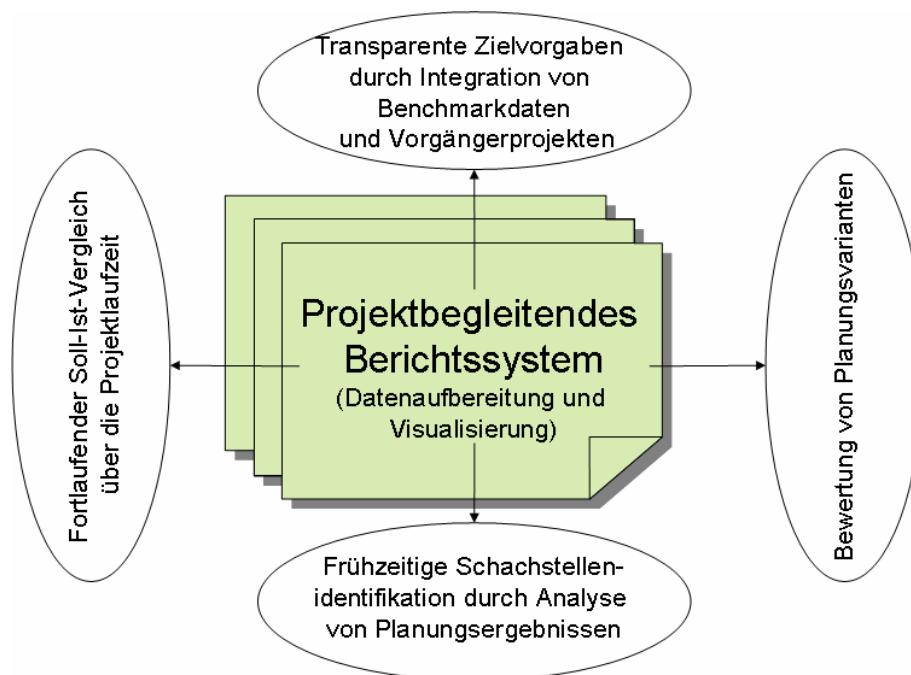 Transparente Zielvorgaben
durch Integration von
Benchmarkdaten
und Vorgängerprojekten
Fortlaufender Soll-Ist-Vergleich
über die Projektlaufzeit
Projektbegleitendes
Berichtssystem
(Datenaufbereitung und
Visualisierung)
Bewertung von Planungsvarianten
Frühzeitige Schachstellen-
identifikation durch Analyse
von Planungsergebnissen